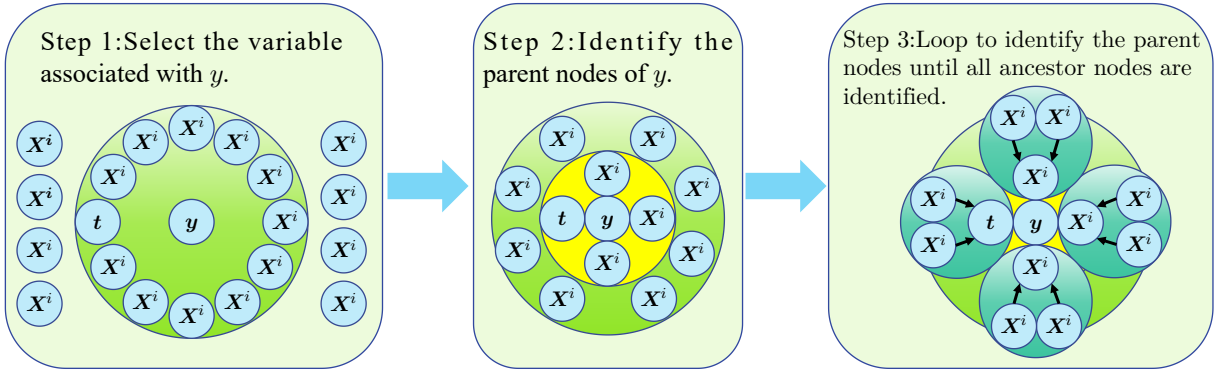 Step 1:Select the variable
associated with y.
X^i
X^i
X^i
X^i
X^i
X^i
X^i
X^i
X^i
t
y
X^i
X^i
X^i
X^i
X^i
X^i
X^i
X^i
X^i
X^i
Step 2:Identify the
parent nodes of y.
X^i
X^i
X^i
X^i
X^i
t
y
X^i
X^i
X^i
X^i
X^i
X^i
Step 3:Loop to identify the parent
nodes until all ancestor nodes are
identified.
X^i
X^i
X^i
X^i
X^i
X^i
t
y
X^i
X^i
X^i
X^i
X^i